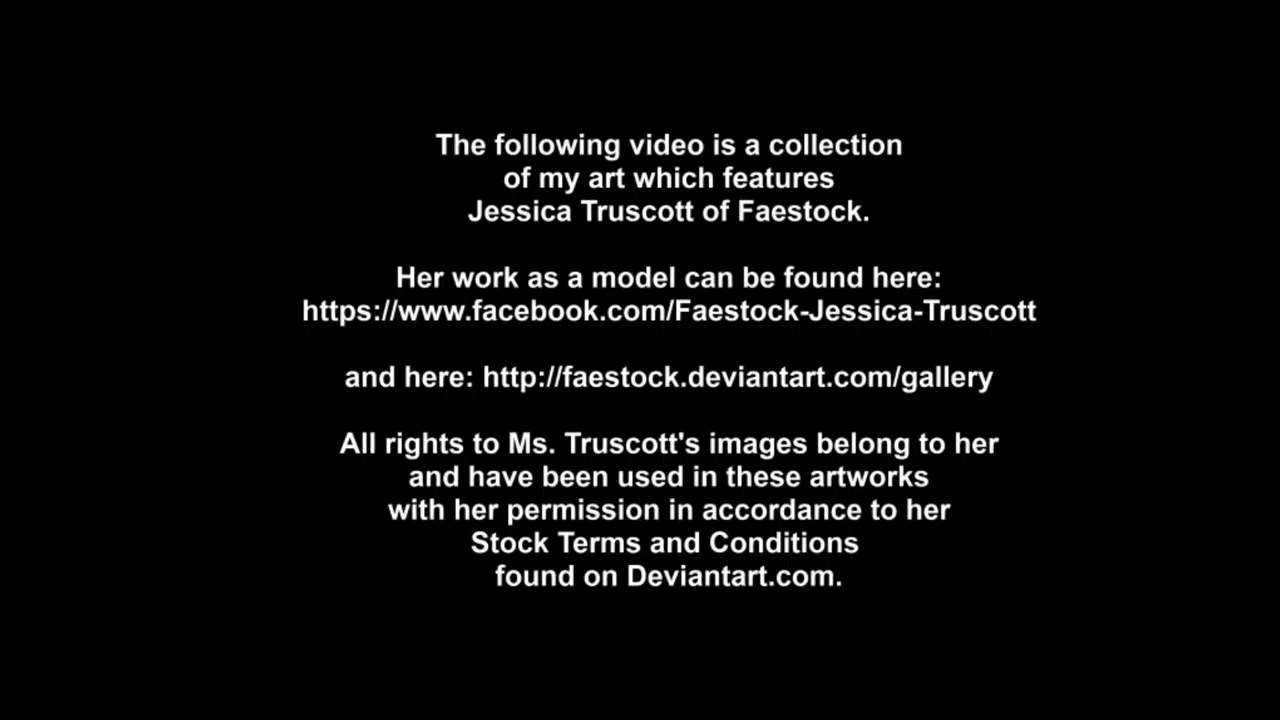 The following video is a collection
of my art which features
Jessica Truscott of Faestock.
Her work as a model can be found here:
https://www.facebook.com/Faestock-Jessica-Truscott
and here: http://faestock.deviantart.com/gallery
All rights to Ms. Truscott's images belong to her
and have been used in these artworks
with her permission in accordance to her
Stock Terms and Conditions
found on Deviantart.com.